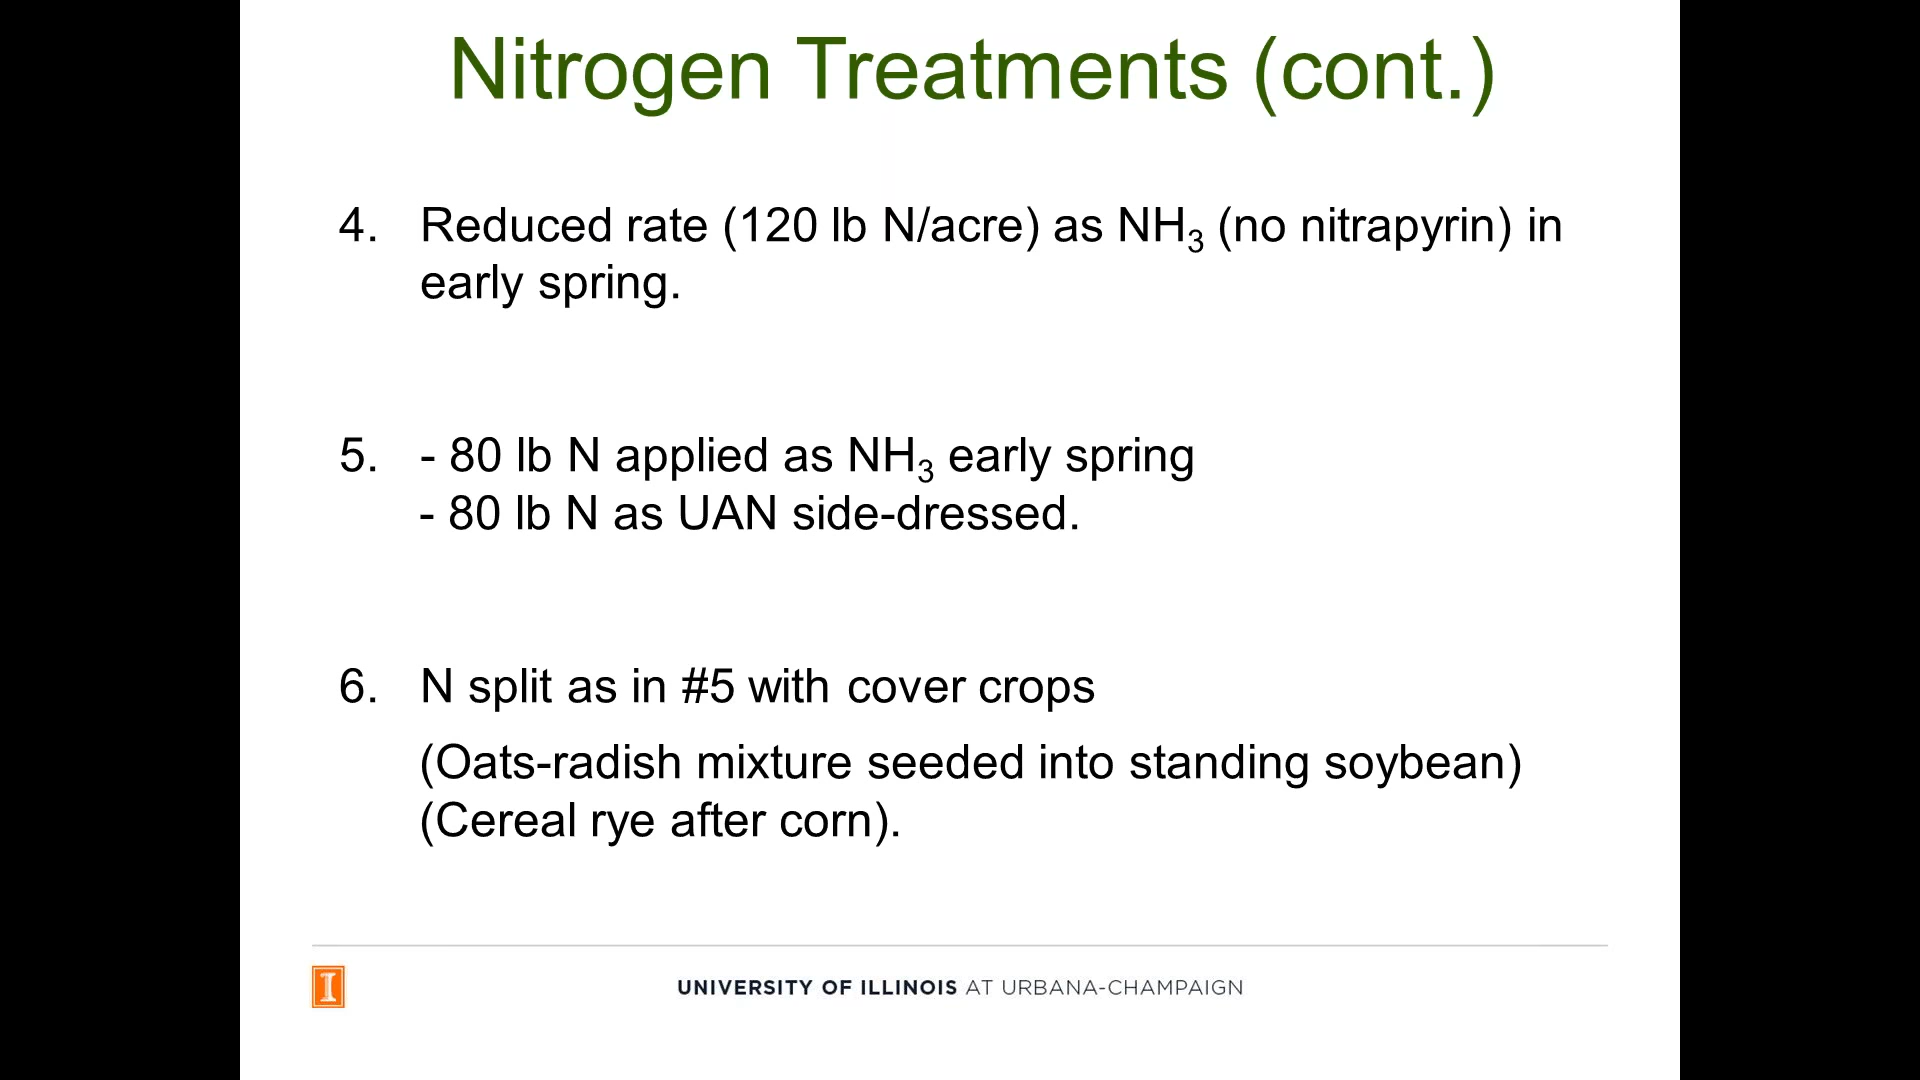 Nitrogen Treatments (cont.)
4. Reduced rate (120 lb N/acre) as NH₃ (no nitrapyrin) in
early spring.
5. - 80 lb N applied as NH₃ early spring
- 80 lb N as UAN side-dressed.
6. N split as in #5 with cover crops
(Oats-radish mixture seeded into standing soybean)
(Cereal rye after corn).
I
UNIVERSITY OF ILLINOIS AT URBANA-CHAMPAIGN